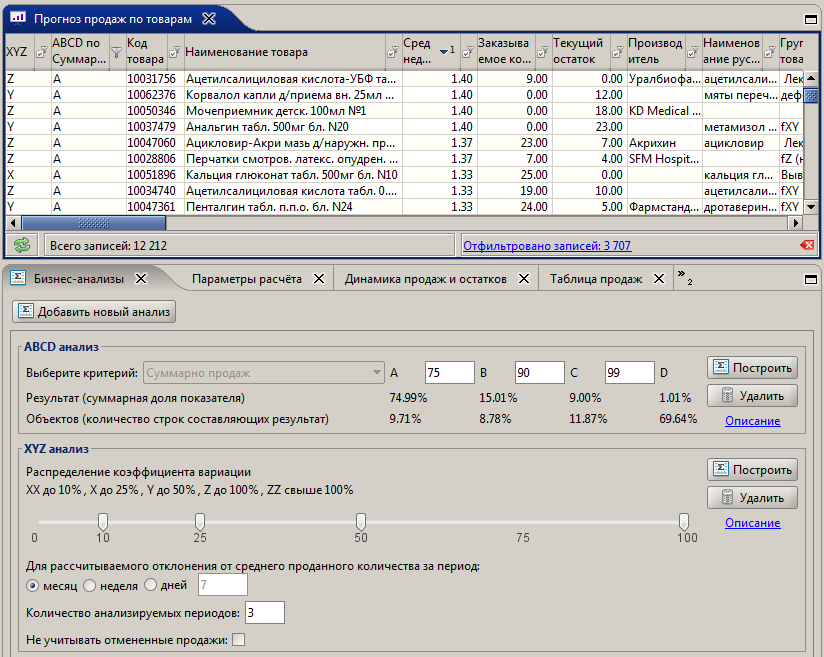 Прогноз продаж по товарам
XYZ ABCD по Суммар... Код товара Наименование товара Сред нед... 1 Заказыва емое ко... Текущий остаток Производ итель Наименов ание рус... Груп това
Z A 10031756 Ацетилсалициловая кислота-УБФ та... 1.40 9.00 0.00 Уралбиофа... ацетилсали... Лек
Y A 10062376 Корвалол капли д/приема вн. 25мл ... 1.40 0.00 12.00 мяты переч... деф
Z A 10050346 Мочеприемник детск. 100мл №1 1.40 0.00 18.00 KD Medical ...
Y A 10037479 Анальгин табл. 500мг бл. N20 1.40 0.00 23.00 метамизол ... fXY
Z A 10047060 Ацикловир-Акри мазь д/наружн. пр... 1.37 23.00 7.00 Акрихин ацикловир Лек
Z A 10028806 Перчатки смотров. латекс. опудрен. ... 1.37 7.00 4.00 SFM Hospit... fZ (н
X A 10051896 Кальция глюконат табл. 500мг бл. N10 1.33 25.00 0.00 кальция гл... Выв
Z A 10034740 Ацетилсалициловая кислота табл. 0.... 1.33 19.00 10.00 ацетилсали... fXY
Y A 10047361 Пенталгин табл. п.п.о. бл. N24 1.33 24.00 5.00 Фармстанд... дротаверин... fXY
Всего записей: 12 212 Отфильтровано записей: 3 707
Бизнес-анализы Параметры расчёта Динамика продаж и остатков Таблица продаж » 2
Добавить новый анализ
ABCD анализ
Выберите критерий: Суммарно продаж A 75 B 90 C 99 D Построить
Результат (суммарная доля показателя) 74.99% 15.01% 9.00% 1.01% Удалить
Объектов (количество строк составляющих результат) 9.71% 8.78% 11.87% 69.64% Описание
XYZ анализ
Распределение коэффициента вариации Построить
XX до 10% , X до 25% , Y до 50% , Z до 100% , ZZ свыше 100% Удалить
Описание
0 10 25 50 75 100
Для рассчитываемого отклонения от среднего проданного количества за период:
месяц неделя дней 7
Количество анализируемых периодов: 3
Не учитывать отмененные продажи: